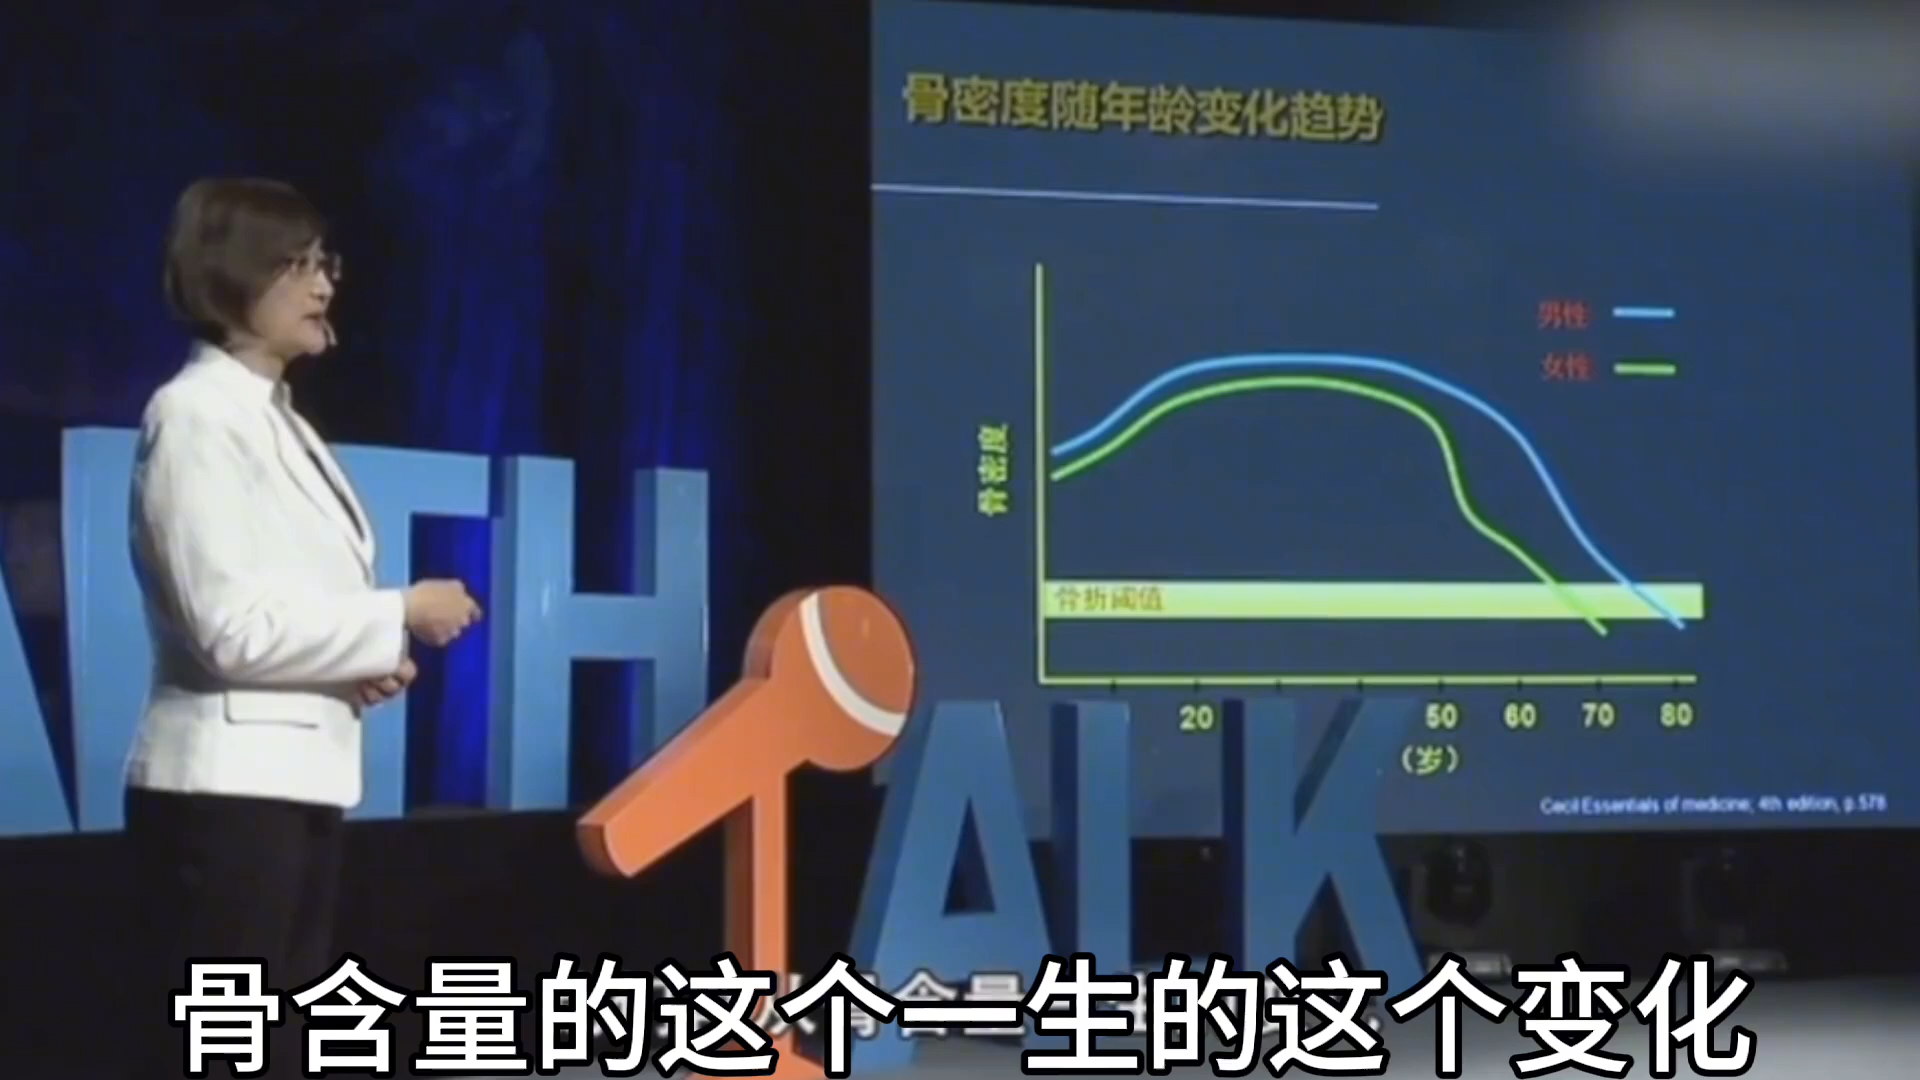 骨密度随年龄变化趋势
男性
女性
骨密度
骨折阈值
20 50 60 70 80
(岁)
Cecil Essentials of medicine; 4th edition, p.578
TH
TALK
骨含量的这个一生的这个变化